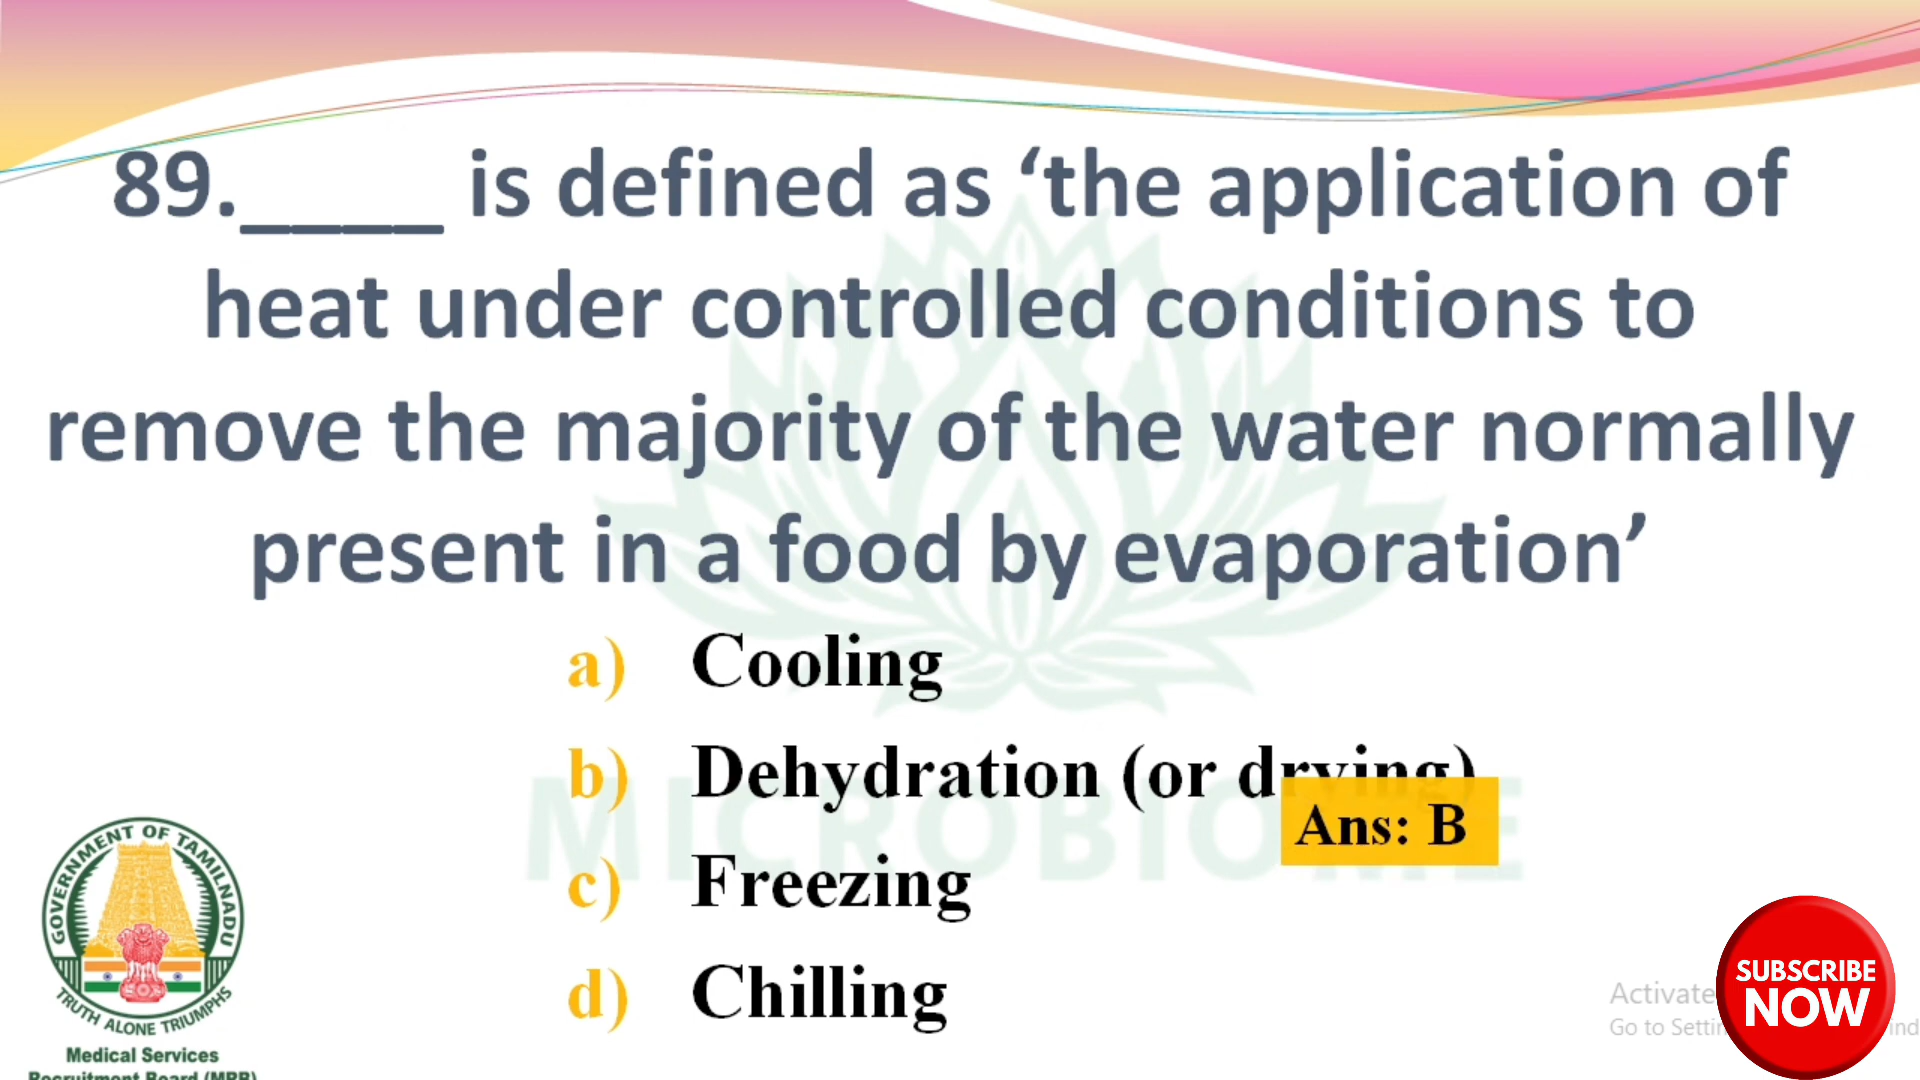 89.____ is defined as ‘the application of
heat under controlled conditions to
remove the majority of the water normally
present in a food by evaporation’
a) Cooling
b) Dehydration (or drying)
Ans: B
c) Freezing
d) Chilling
MICROBIOME
GOVERNMENT OF TAMILNADU
TRUTH ALONE TRIUMPHS
Medical Services
Recruitment Board (MRB)
Activate
Go to Settin
SUBSCRIBE
NOW